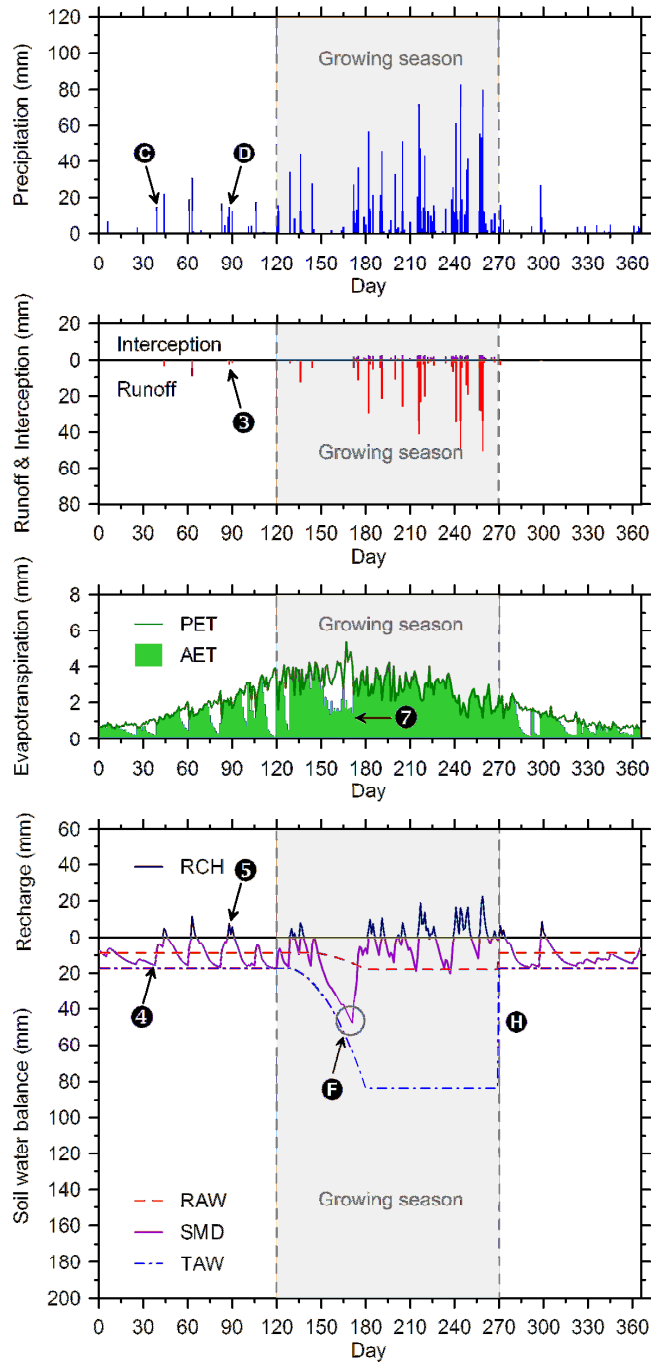 Precipitation (mm)
120
100
80
60
40
20
0
Growing season
C
D
0 30 60 90 120 150 180 210 240 270 300 330 360
Day
Runoff & Interception (mm)
20
0
20
40
60
80
Interception
Runoff
3
Growing season
0 30 60 90 120 150 180 210 240 270 300 330 360
Day
Evapotranspiration (mm)
8
6
4
2
0
PET
AET
Growing season
7
0 30 60 90 120 150 180 210 240 270 300 330 360
Day
Recharge (mm)
Soil water balance (mm)
60
40
20
0
20
40
60
80
100
120
140
160
180
200
RCH
5
4
F
H
RAW
SMD
TAW
Growing season
0 30 60 90 120 150 180 210 240 270 300 330 360
Day